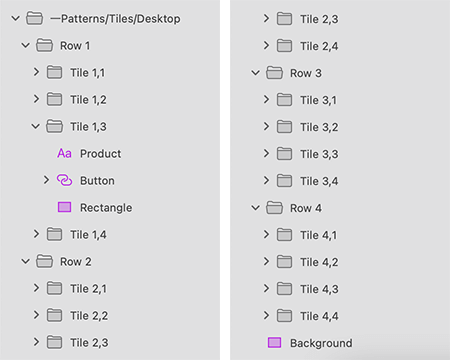 —Patterns/Tiles/Desktop
Row 1
Tile 1,1
Tile 1,2
Tile 1,3
Aa Product
Button
Rectangle
Tile 1,4
Row 2
Tile 2,1
Tile 2,2
Tile 2,3
Tile 2,3
Tile 2,4
Row 3
Tile 3,1
Tile 3,2
Tile 3,3
Tile 3,4
Row 4
Tile 4,1
Tile 4,2
Tile 4,3
Tile 4,4
Background